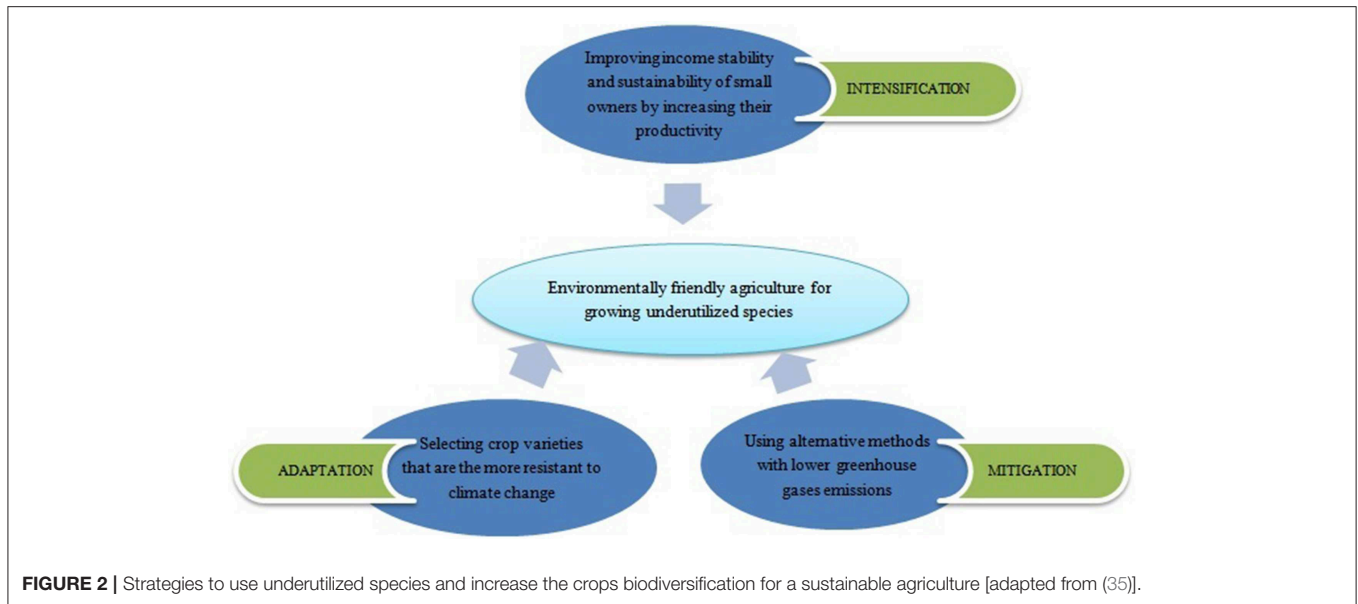 Improving income stability
and sustainability of small
owners by increasing their
productivity
INTENSIFICATION
Environmentally friendly agriculture for
growing underutilized species
ADAPTATION
Selecting crop varieties
that are the more resistant to
climate change
Using alternative methods
with lower greenhouse
gases emissions
MITIGATION
FIGURE 2 | Strategies to use underutilized species and increase the crops biodiversification for a sustainable agriculture [adapted from (35)].